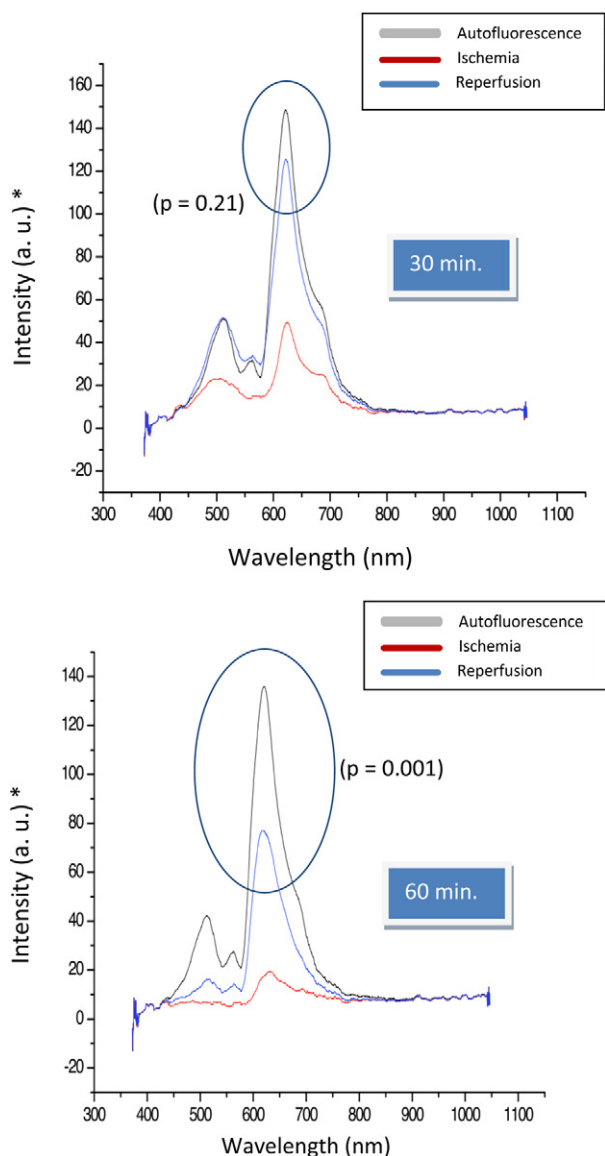 Autofluorescence
Ischemia
Reperfusion
160
140
120
100
80
60
40
20
0
-20
Intensity (a. u.) *
(p = 0.21)
30 min.
300 400 500 600 700 800 900 1000 1100
Wavelength (nm)
Autofluorescence
Ischemia
Reperfusion
140
120
100
80
60
40
20
0
-20
Intensity (a. u.) *
(p = 0.001)
60 min.
300 400 500 600 700 800 900 1000 1100
Wavelength (nm)